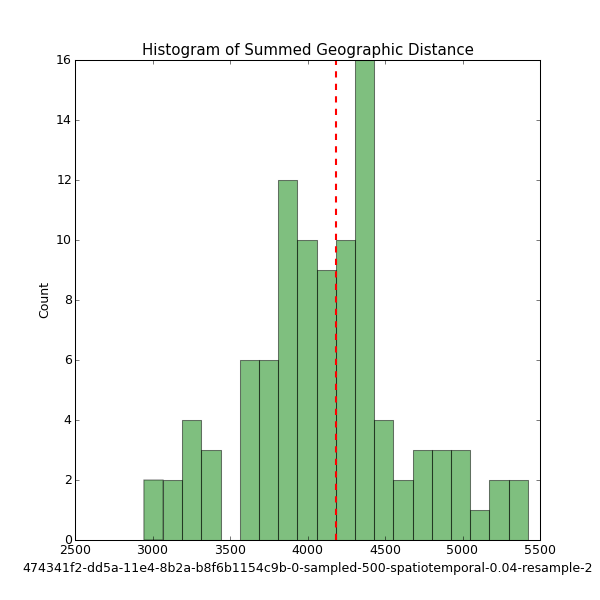 Histogram of Summed Geographic Distance
16
14
12
10
8
6
4
2
0
Count
2500 3000 3500 4000 4500 5000 5500
474341f2-dd5a-11e4-8b2a-b8f6b1154c9b-0-sampled-500-spatiotemporal-0.04-resample-2